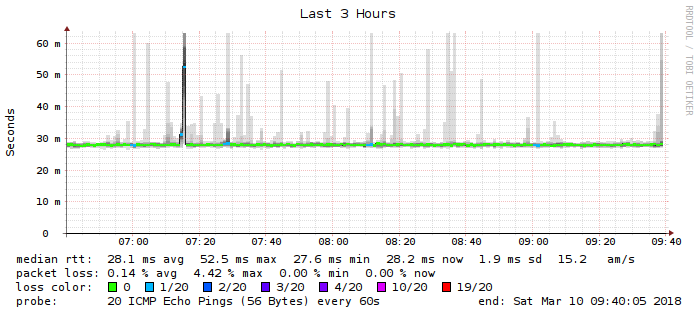 Last 3 Hours
RRDTOOL / TOBI OETIKER
Seconds
60 m
50 m
40 m
30 m
20 m
10 m
0
07:00 07:20 07:40 08:00 08:20 08:40 09:00 09:20 09:40
median rtt: 28.1 ms avg 52.5 ms max 27.6 ms min 28.2 ms now 1.9 ms sd 15.2 am/s
packet loss: 0.14 % avg 4.42 % max 0.00 % min 0.00 % now
loss color: 0 1/20 2/20 3/20 4/20 10/20 19/20
probe: 20 ICMP Echo Pings (56 Bytes) every 60s end: Sat Mar 10 09:40:05 2018